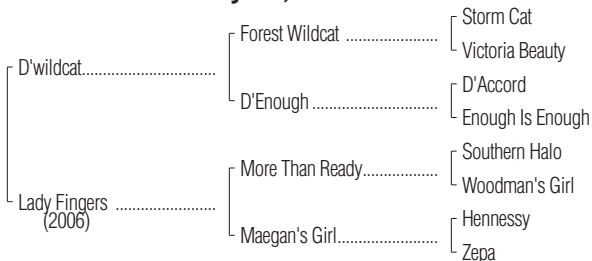 Storm Cat
Forest Wildcat ....................
Victoria Beauty
D'wildcat.............................
D'Accord
D'Enough ...........................
Enough Is Enough
Southern Halo
More Than Ready................
Woodman's Girl
Lady Fingers ......................
(2006)
Hennessy
Maegan's Girl......................
Zepa